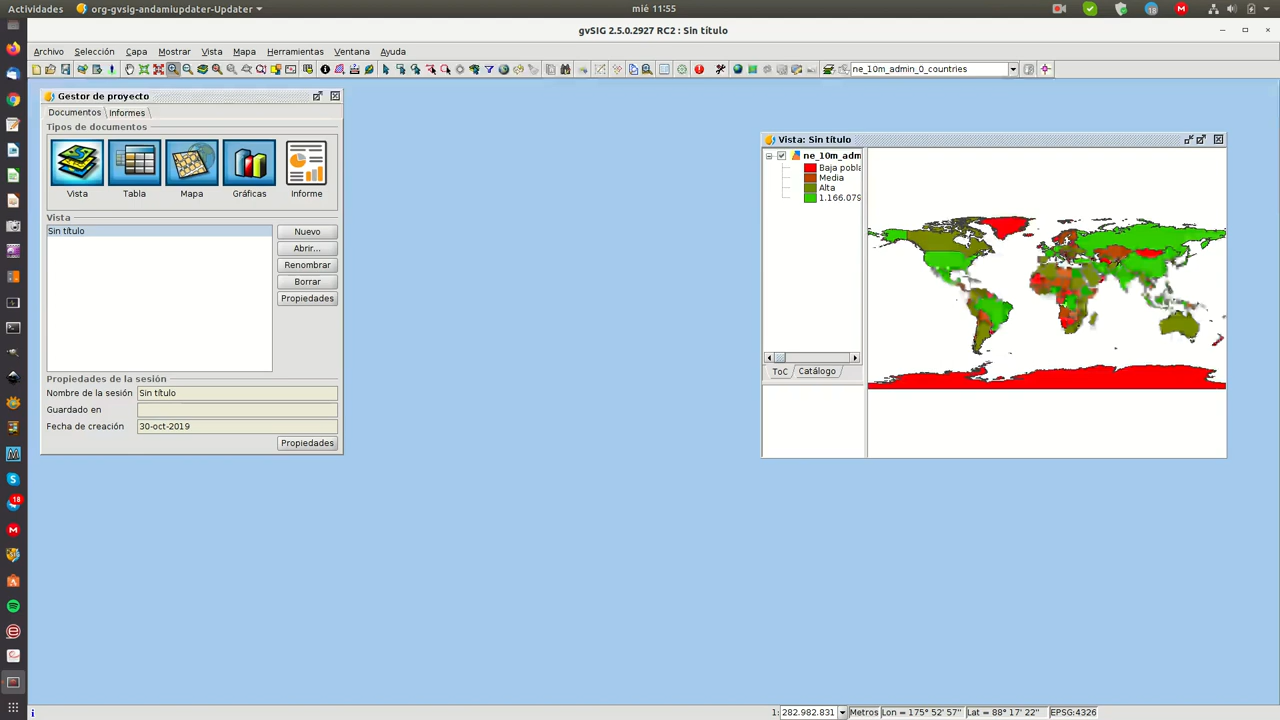 Actividades
org-gvsig-andamiupdater-Updater
mié 11:55
18
gvSIG 2.5.0.2927 RC2 : Sin título
Archivo Selección Capa Mostrar Vista Mapa Herramientas Ventana Ayuda
ne_10m_admin_0_countries
Gestor de proyecto
Documentos Informes
Tipos de documentos
Vista Tabla Mapa Gráficas Informe
Vista
Sin título
Nuevo
Abrir...
Renombrar
Borrar
Propiedades
Propiedades de la sesión
Nombre de la sesión Sin título
Guardado en
Fecha de creación 30-oct-2019
Propiedades
Vista: Sin título
ne_10m_adm
Baja pobla
Media
Alta
1.166.079
ToC Catálogo
18
1: 282.982.831 Metros Lon = 175° 52' 57'' Lat = 88° 17' 22'' EPSG:4326